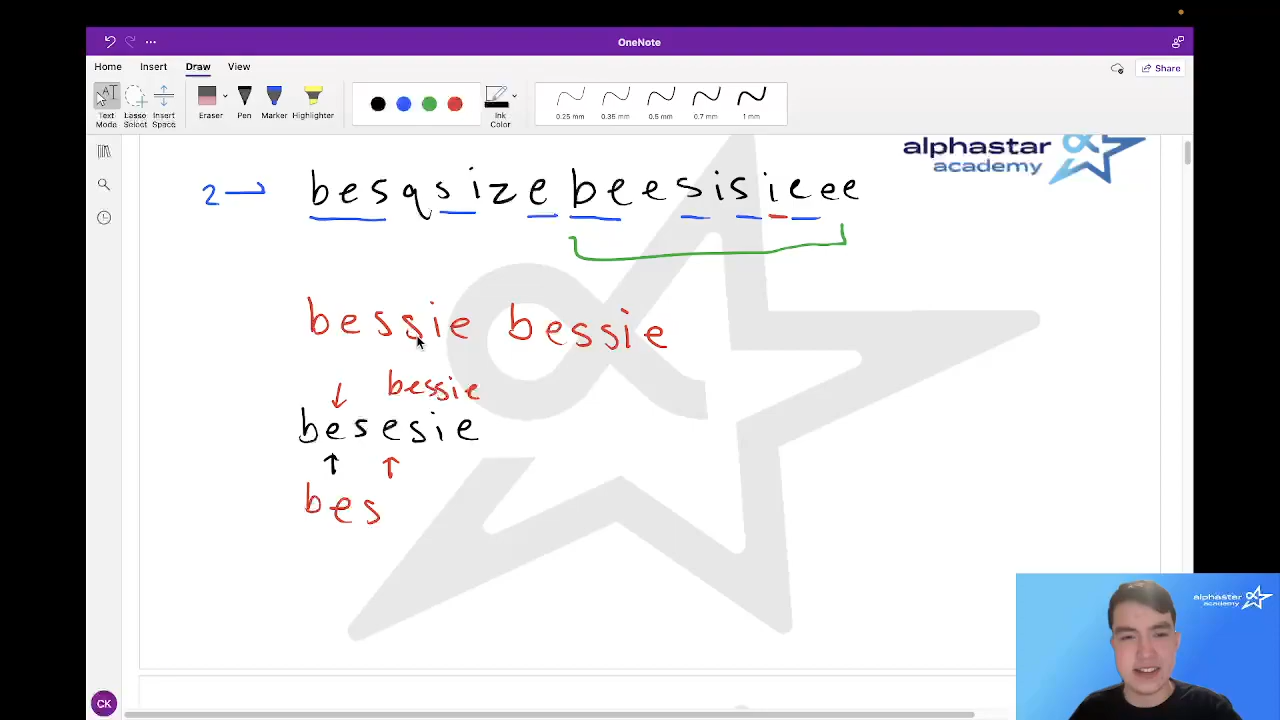 OneNote
Home Insert Draw View
Share
Text Mode
Lasso Select
Insert Space
Eraser
Pen
Marker
Highlighter
Ink Color
0.25 mm
0.35 mm
0.5 mm
0.7 mm
1 mm
alphastar
academy
2 → besqsizebeesisieee
bessie bessie
bessie
besesie
bes
alphastar
academy
CK